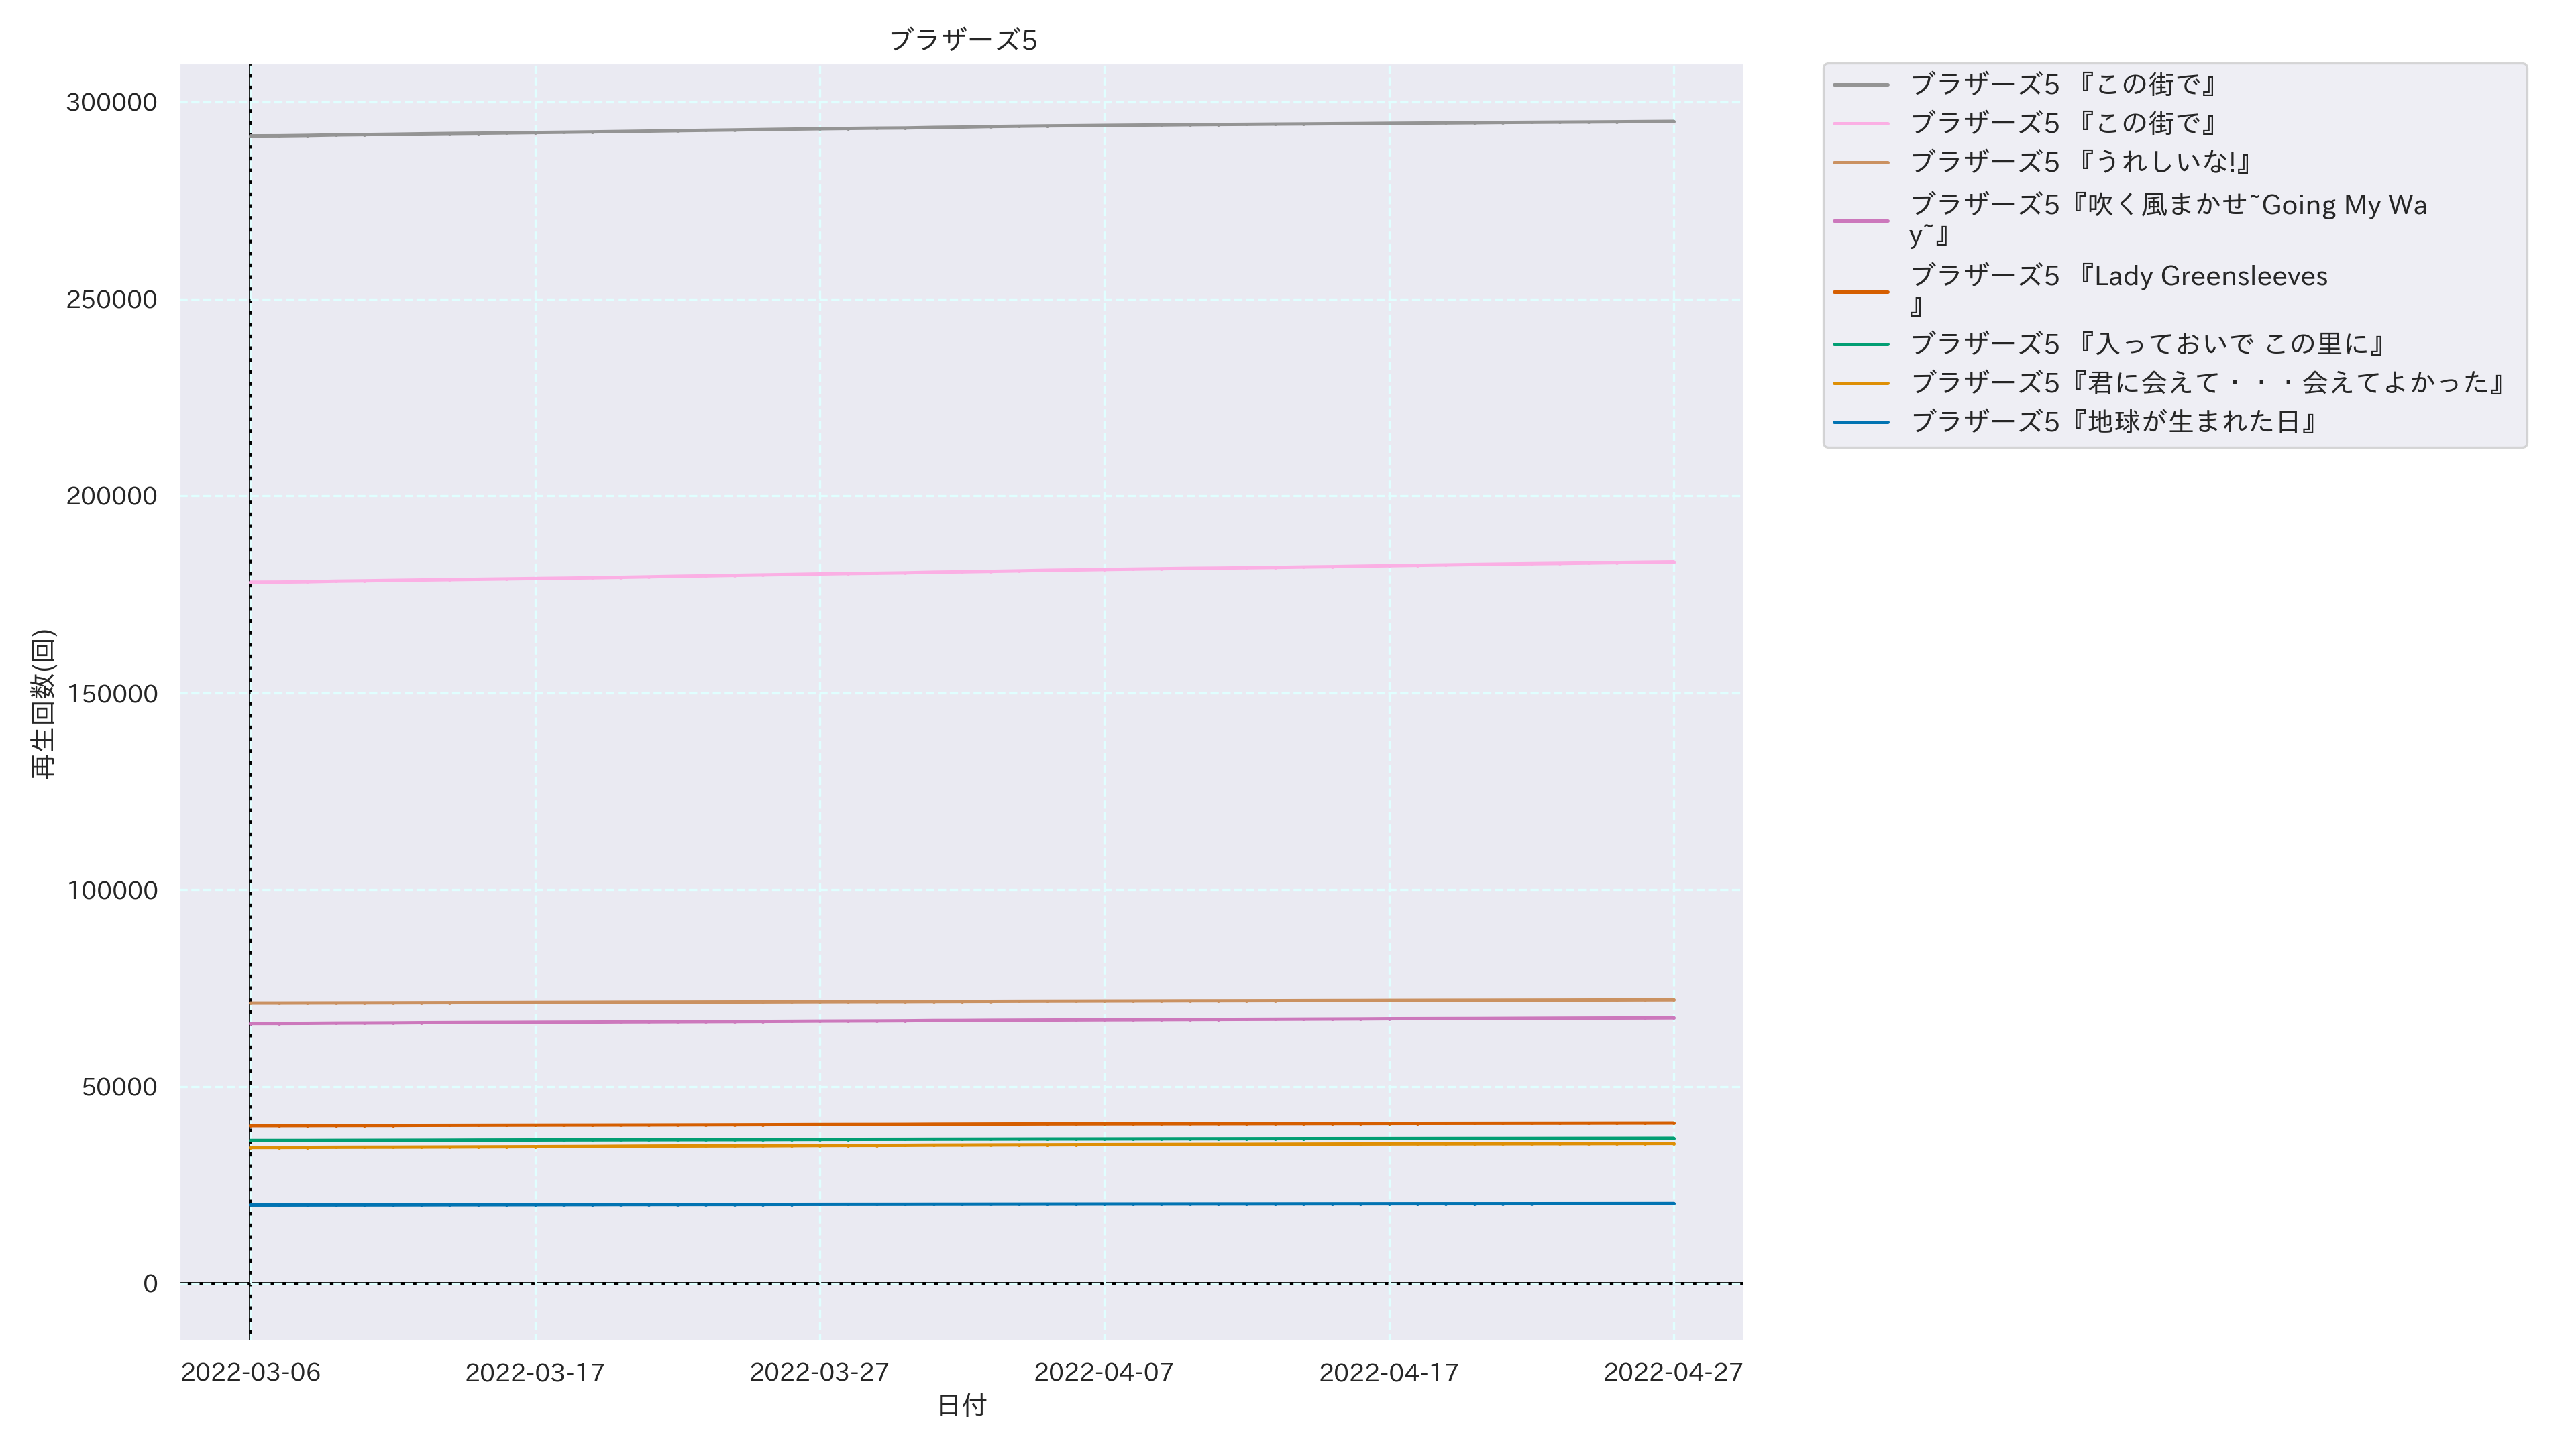 ブラザーズ5
300000
250000
200000
150000
100000
50000
0
再生回数(回)
2022-03-06
2022-03-17
2022-03-27
2022-04-07
2022-04-17
2022-04-27
日付
ブラザーズ5 『この街で』
ブラザーズ5 『この街で』
ブラザーズ5 『うれしいな!』
ブラザーズ5『吹く風まかせ~Going My Wa
y~』
ブラザーズ5 『Lady Greensleeves
』
ブラザーズ5 『入っておいで この里に』
ブラザーズ5『君に会えて・・・会えてよかった』
ブラザーズ5『地球が生まれた日』